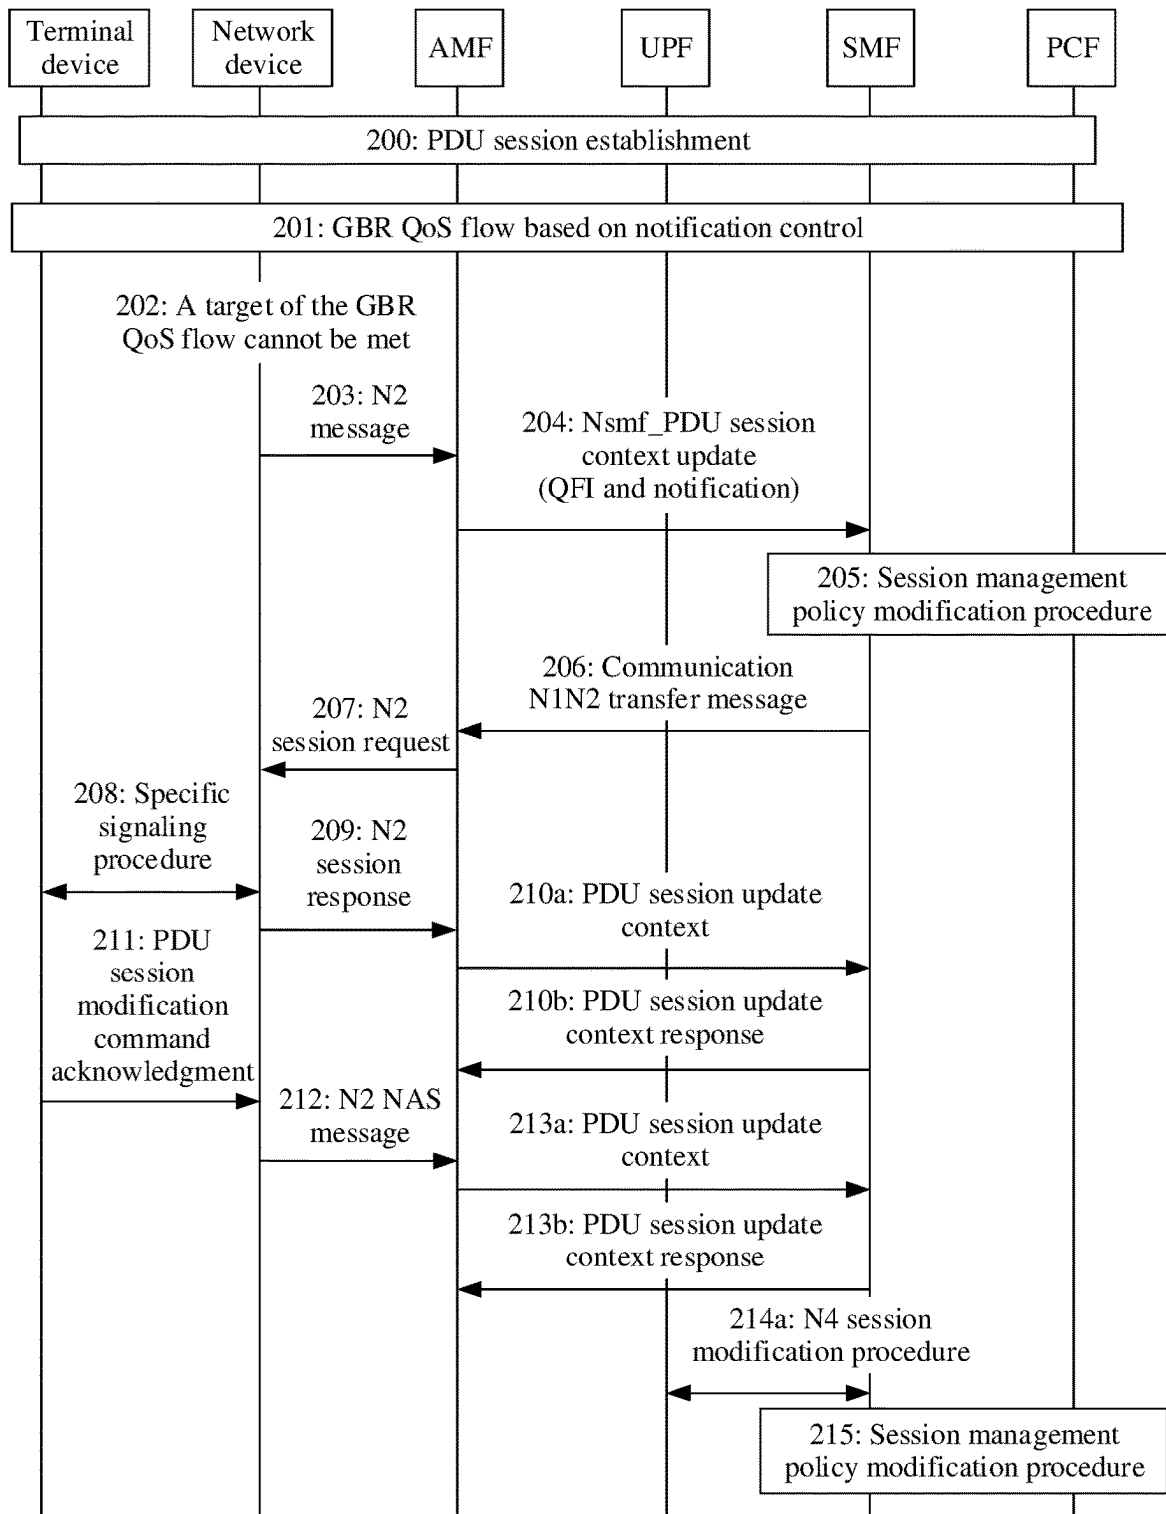 Terminal
device
Network
device
AMF
UPF
SMF
PCF
200: PDU session establishment
201: GBR QoS flow based on notification control
202: A target of the GBR
QoS flow cannot be met
203: N2
message
204: Nsmf_PDU session
context update
(QFI and notification)
205: Session management
policy modification procedure
206: Communication
N1N2 transfer message
207: N2
session request
208: Specific
signaling
procedure
209: N2
session
response
210a: PDU session update
context
211: PDU
session
modification
command
acknowledgment
210b: PDU session update
context response
212: N2 NAS
message
213a: PDU session update
context
213b: PDU session update
context response
214a: N4 session
modification procedure
215: Session management
policy modification procedure